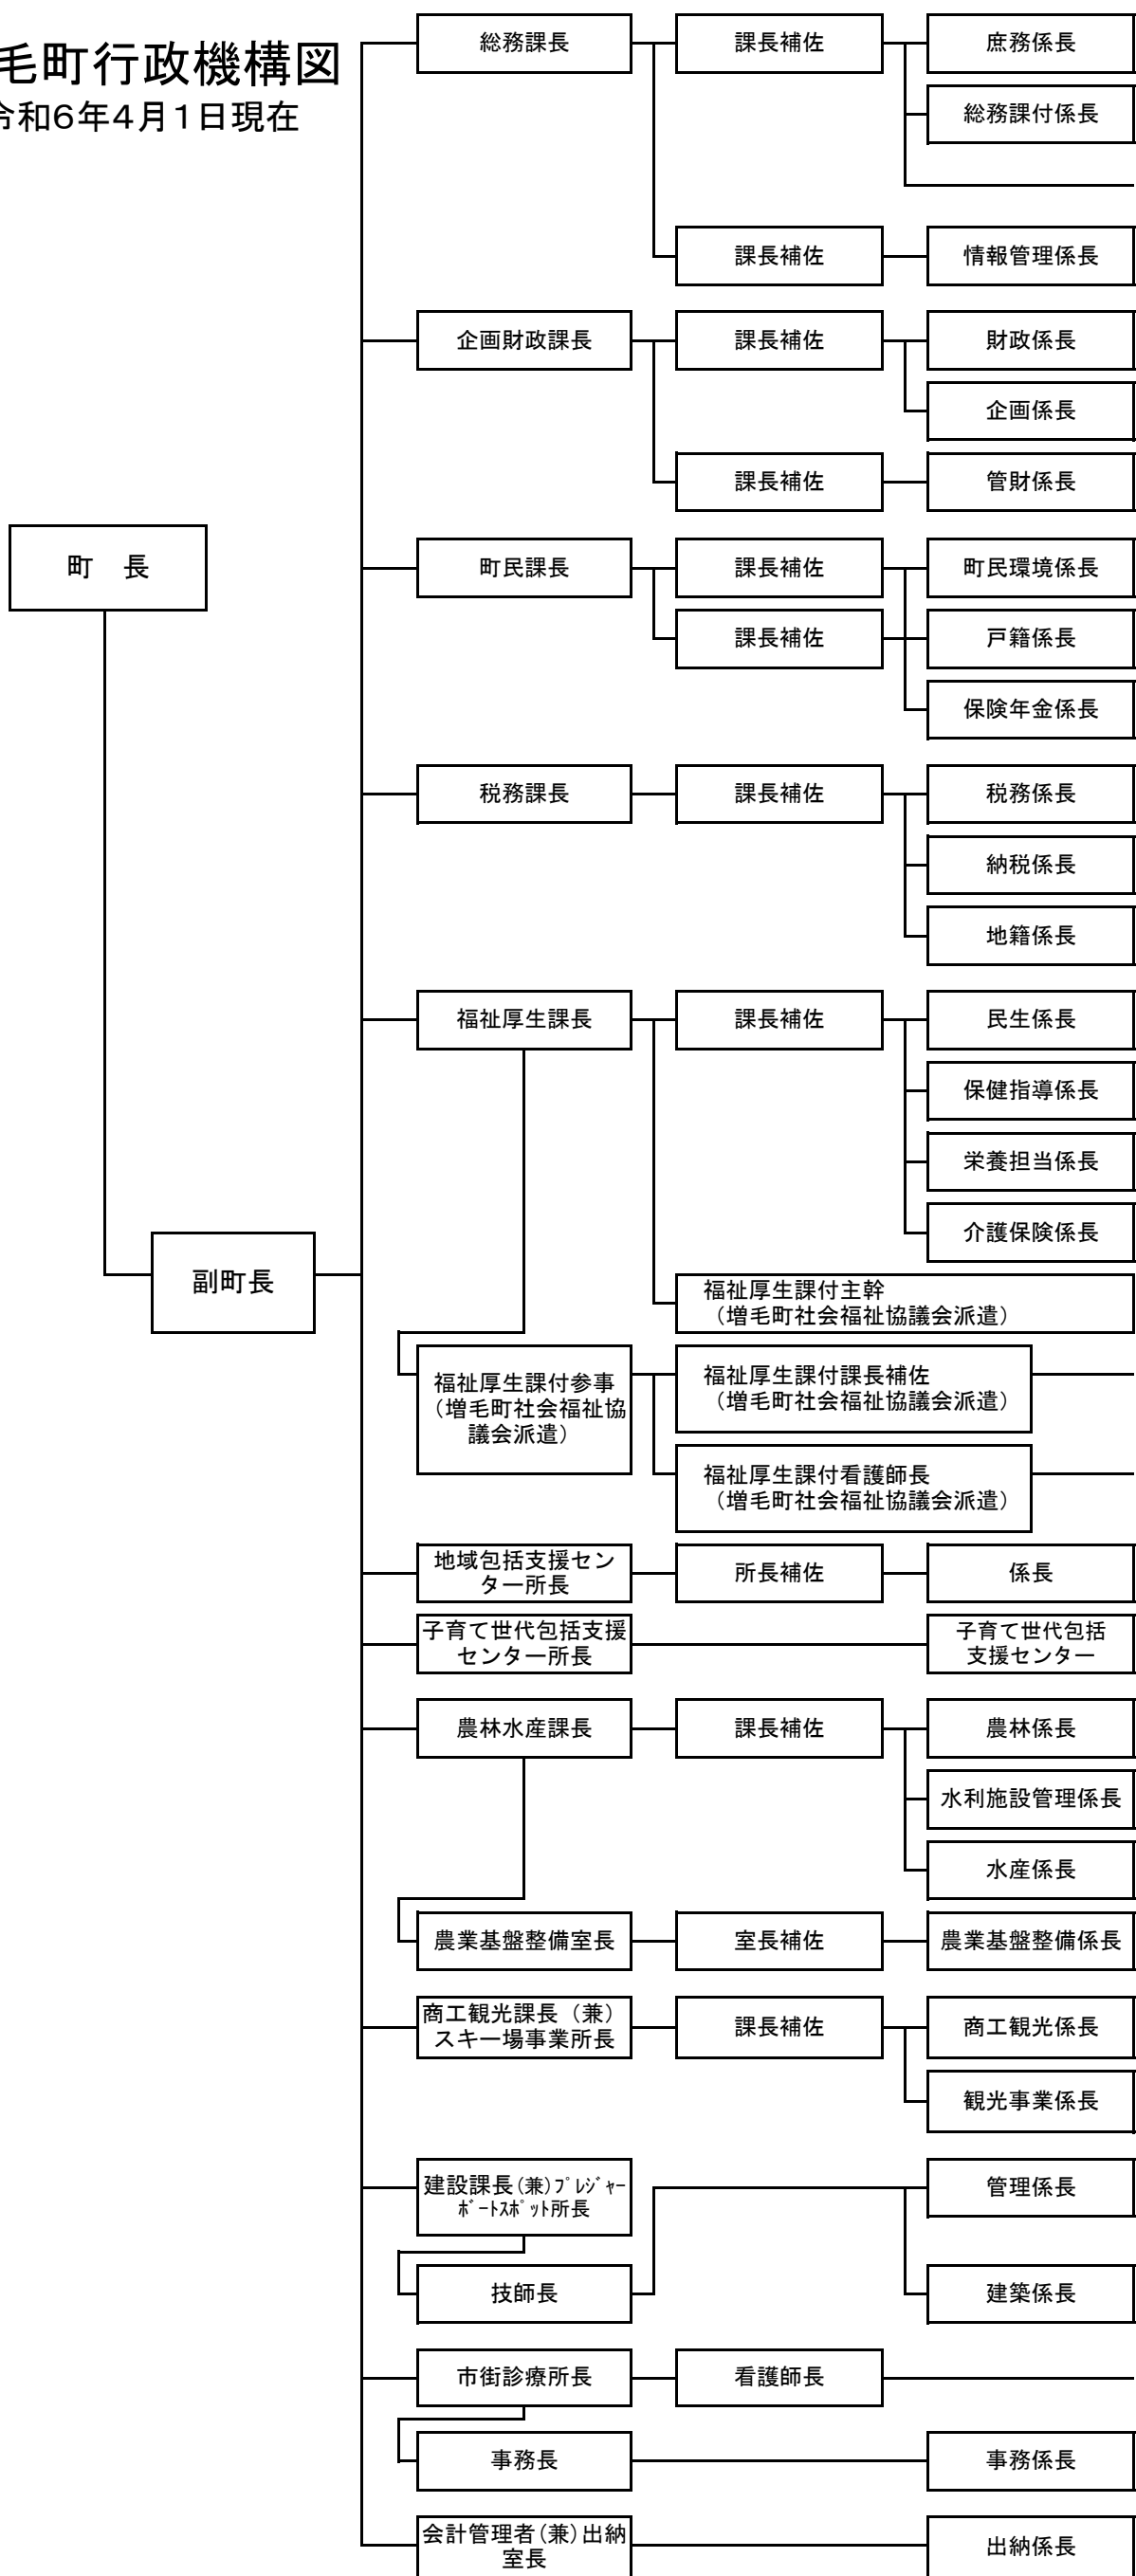 毛町行政機構図
令和6年4月1日現在
総務課長
課長補佐
庶務係長
総務課付係長
課長補佐
情報管理係長
企画財政課長
課長補佐
財政係長
企画係長
課長補佐
管財係長
町　長
町民課長
課長補佐
町民環境係長
課長補佐
戸籍係長
保険年金係長
税務課長
課長補佐
税務係長
納税係長
地籍係長
福祉厚生課長
課長補佐
民生係長
保健指導係長
栄養担当係長
介護保険係長
副町長
福祉厚生課付主幹
（増毛町社会福祉協議会派遣）
福祉厚生課付参事
（増毛町社会福祉協
議会派遣）
福祉厚生課付課長補佐
（増毛町社会福祉協議会派遣）
福祉厚生課付看護師長
（増毛町社会福祉協議会派遣）
地域包括支援セン
ター所長
所長補佐
係長
子育て世代包括支援
センター所長
子育て世代包括
支援センター
農林水産課長
課長補佐
農林係長
水利施設管理係長
水産係長
農業基盤整備室長
室長補佐
農業基盤整備係長
商工観光課長（兼）
スキー場事業所長
課長補佐
商工観光係長
観光事業係長
建設課長(兼)ﾌﾟﾚｼﾞｬｰ
ﾎﾞｰﾄｽﾎﾟｯﾄ所長
管理係長
技師長
建築係長
市街診療所長
看護師長
事務長
事務係長
会計管理者(兼)出納
室長
出納係長